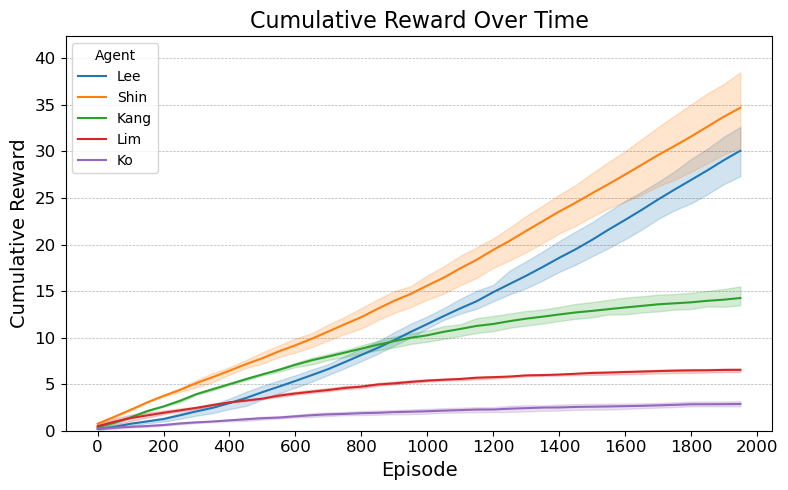 Cumulative Reward Over Time
Cumulative Reward
40
35
30
25
20
15
10
5
0
Agent
Lee
Shin
Kang
Lim
Ko
0 200 400 600 800 1000 1200 1400 1600 1800 2000
Episode